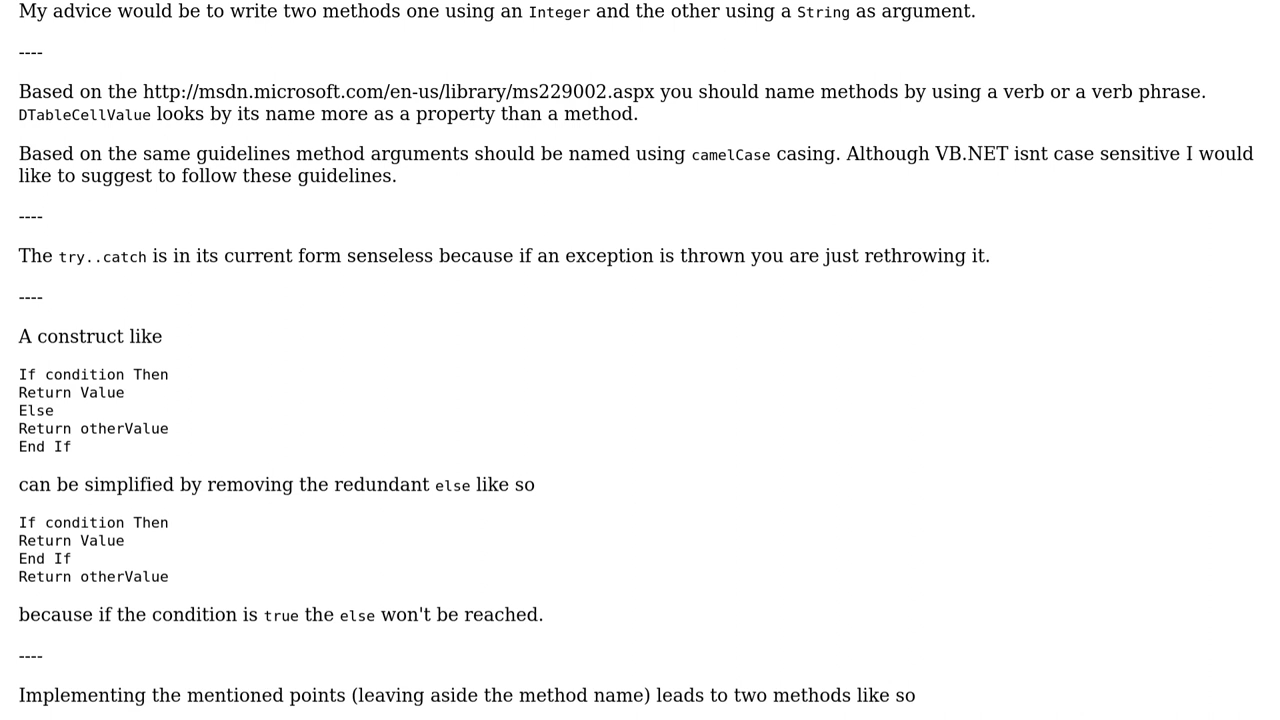 My advice would be to write two methods one using an Integer and the other using a String as argument.
----
Based on the http://msdn.microsoft.com/en-us/library/ms229002.aspx you should name methods by using a verb or a verb phrase.
DTableCellValue looks by its name more as a property than a method.
Based on the same guidelines method arguments should be named using camelCase casing. Although VB.NET isnt case sensitive I would
like to suggest to follow these guidelines.
----
The try..catch is in its current form senseless because if an exception is thrown you are just rethrowing it.
----
A construct like
If condition Then
Return Value
Else
Return otherValue
End If
can be simplified by removing the redundant else like so
If condition Then
Return Value
End If
Return otherValue
because if the condition is true the else won't be reached.
----
Implementing the mentioned points (leaving aside the method name) leads to two methods like so